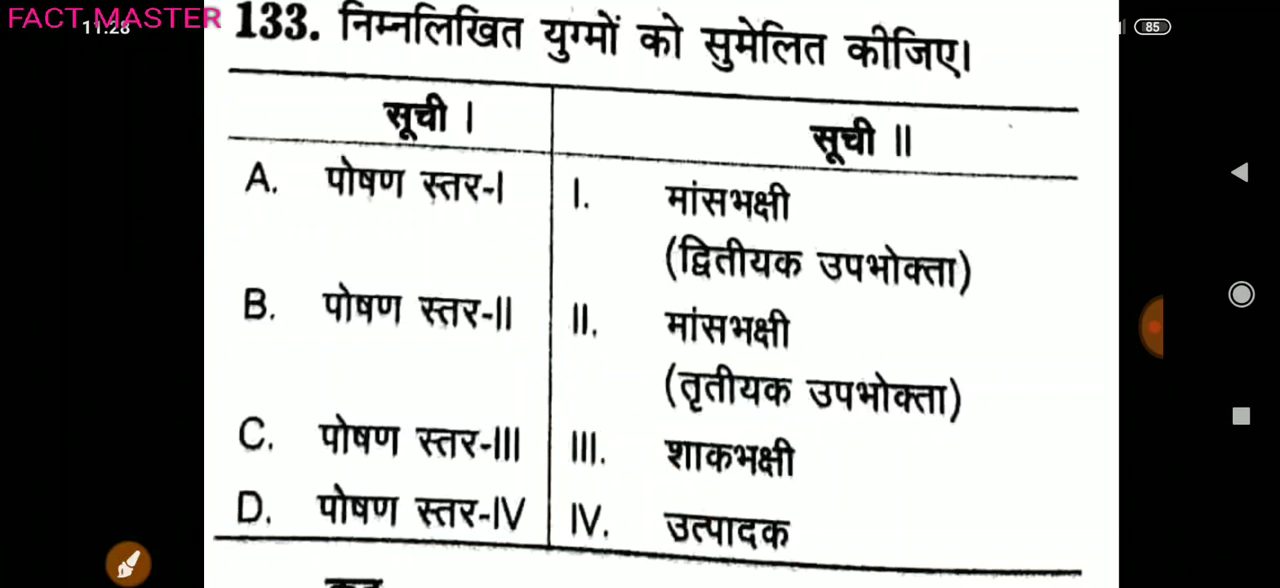 FACT MASTER
11:28
85
133. निम्नलिखित युग्मों को सुमेलित कीजिए।
सूची I सूची II
A. पोषण स्तर-I I. मांसभक्षी
(द्वितीयक उपभोक्ता)
B. पोषण स्तर-II II. मांसभक्षी
(तृतीयक उपभोक्ता)
C. पोषण स्तर-III III. शाकभक्षी
D. पोषण स्तर-IV IV. उत्पादक